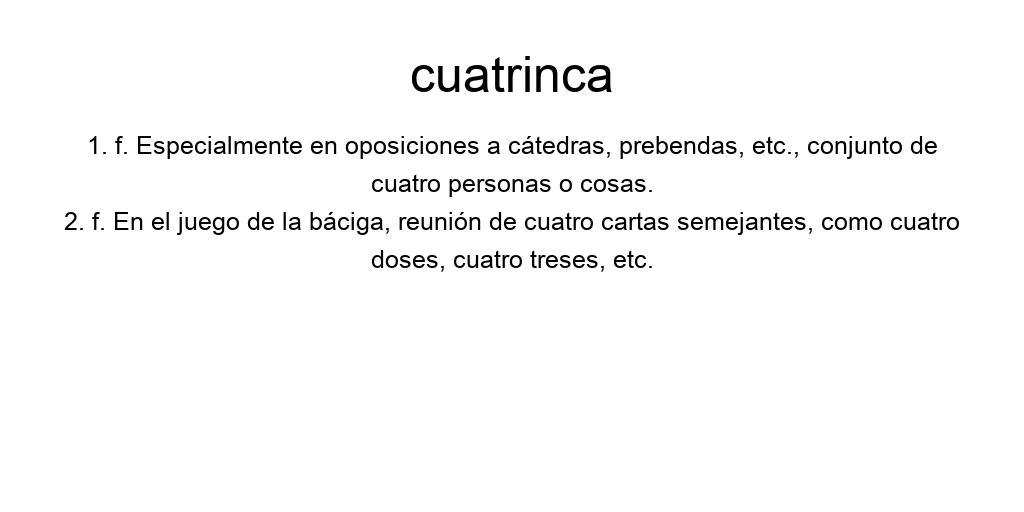 cuatrinca
1. f. Especialmente en oposiciones a cátedras, prebendas, etc., conjunto de
cuatro personas o cosas.
2. f. En el juego de la báciga, reunión de cuatro cartas semejantes, como cuatro
doses, cuatro treses, etc.